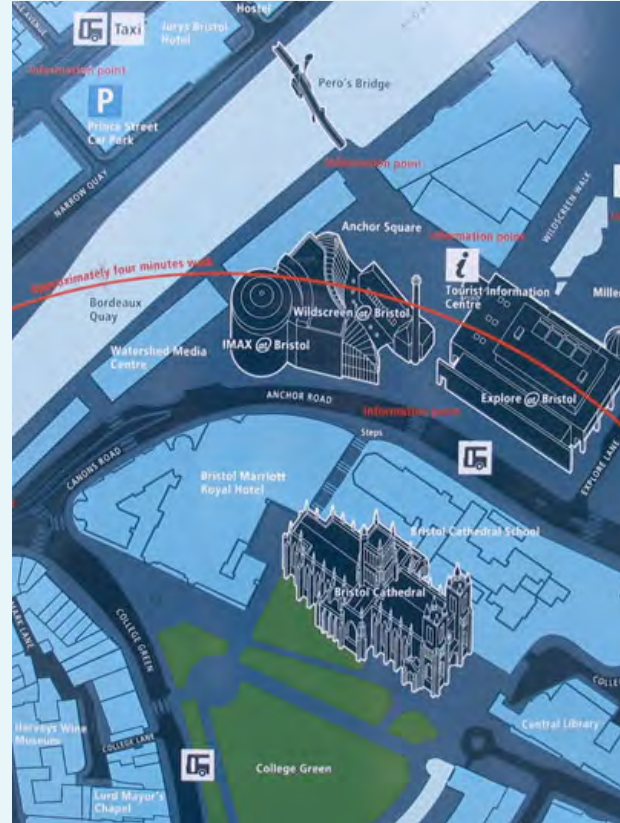 Hostel
Taxi
Jurys Bristol
Hotel
Information point
P
Prince Street
Car Park
Pero's Bridge
NARROW QUAY
Information point
WILDSCREEN WALK
Anchor Square
Information point
i
Tourist Information
Centre
Approximately four minutes walk
Bordeaux
Quay
Wildscreen @ Bristol
IMAX @ Bristol
Watershed Media
Centre
Explore @ Bristol
ANCHOR ROAD
Information point
Steps
CANONS ROAD
EXPLORE LANE
Bristol Marriott
Royal Hotel
Bristol Cathedral School
Bristol Cathedral
COLLEGE GREEN
Harveys Wine
Museum
COLLEGE LANE
Central Library
College Green
Lord Mayor's
Chapel